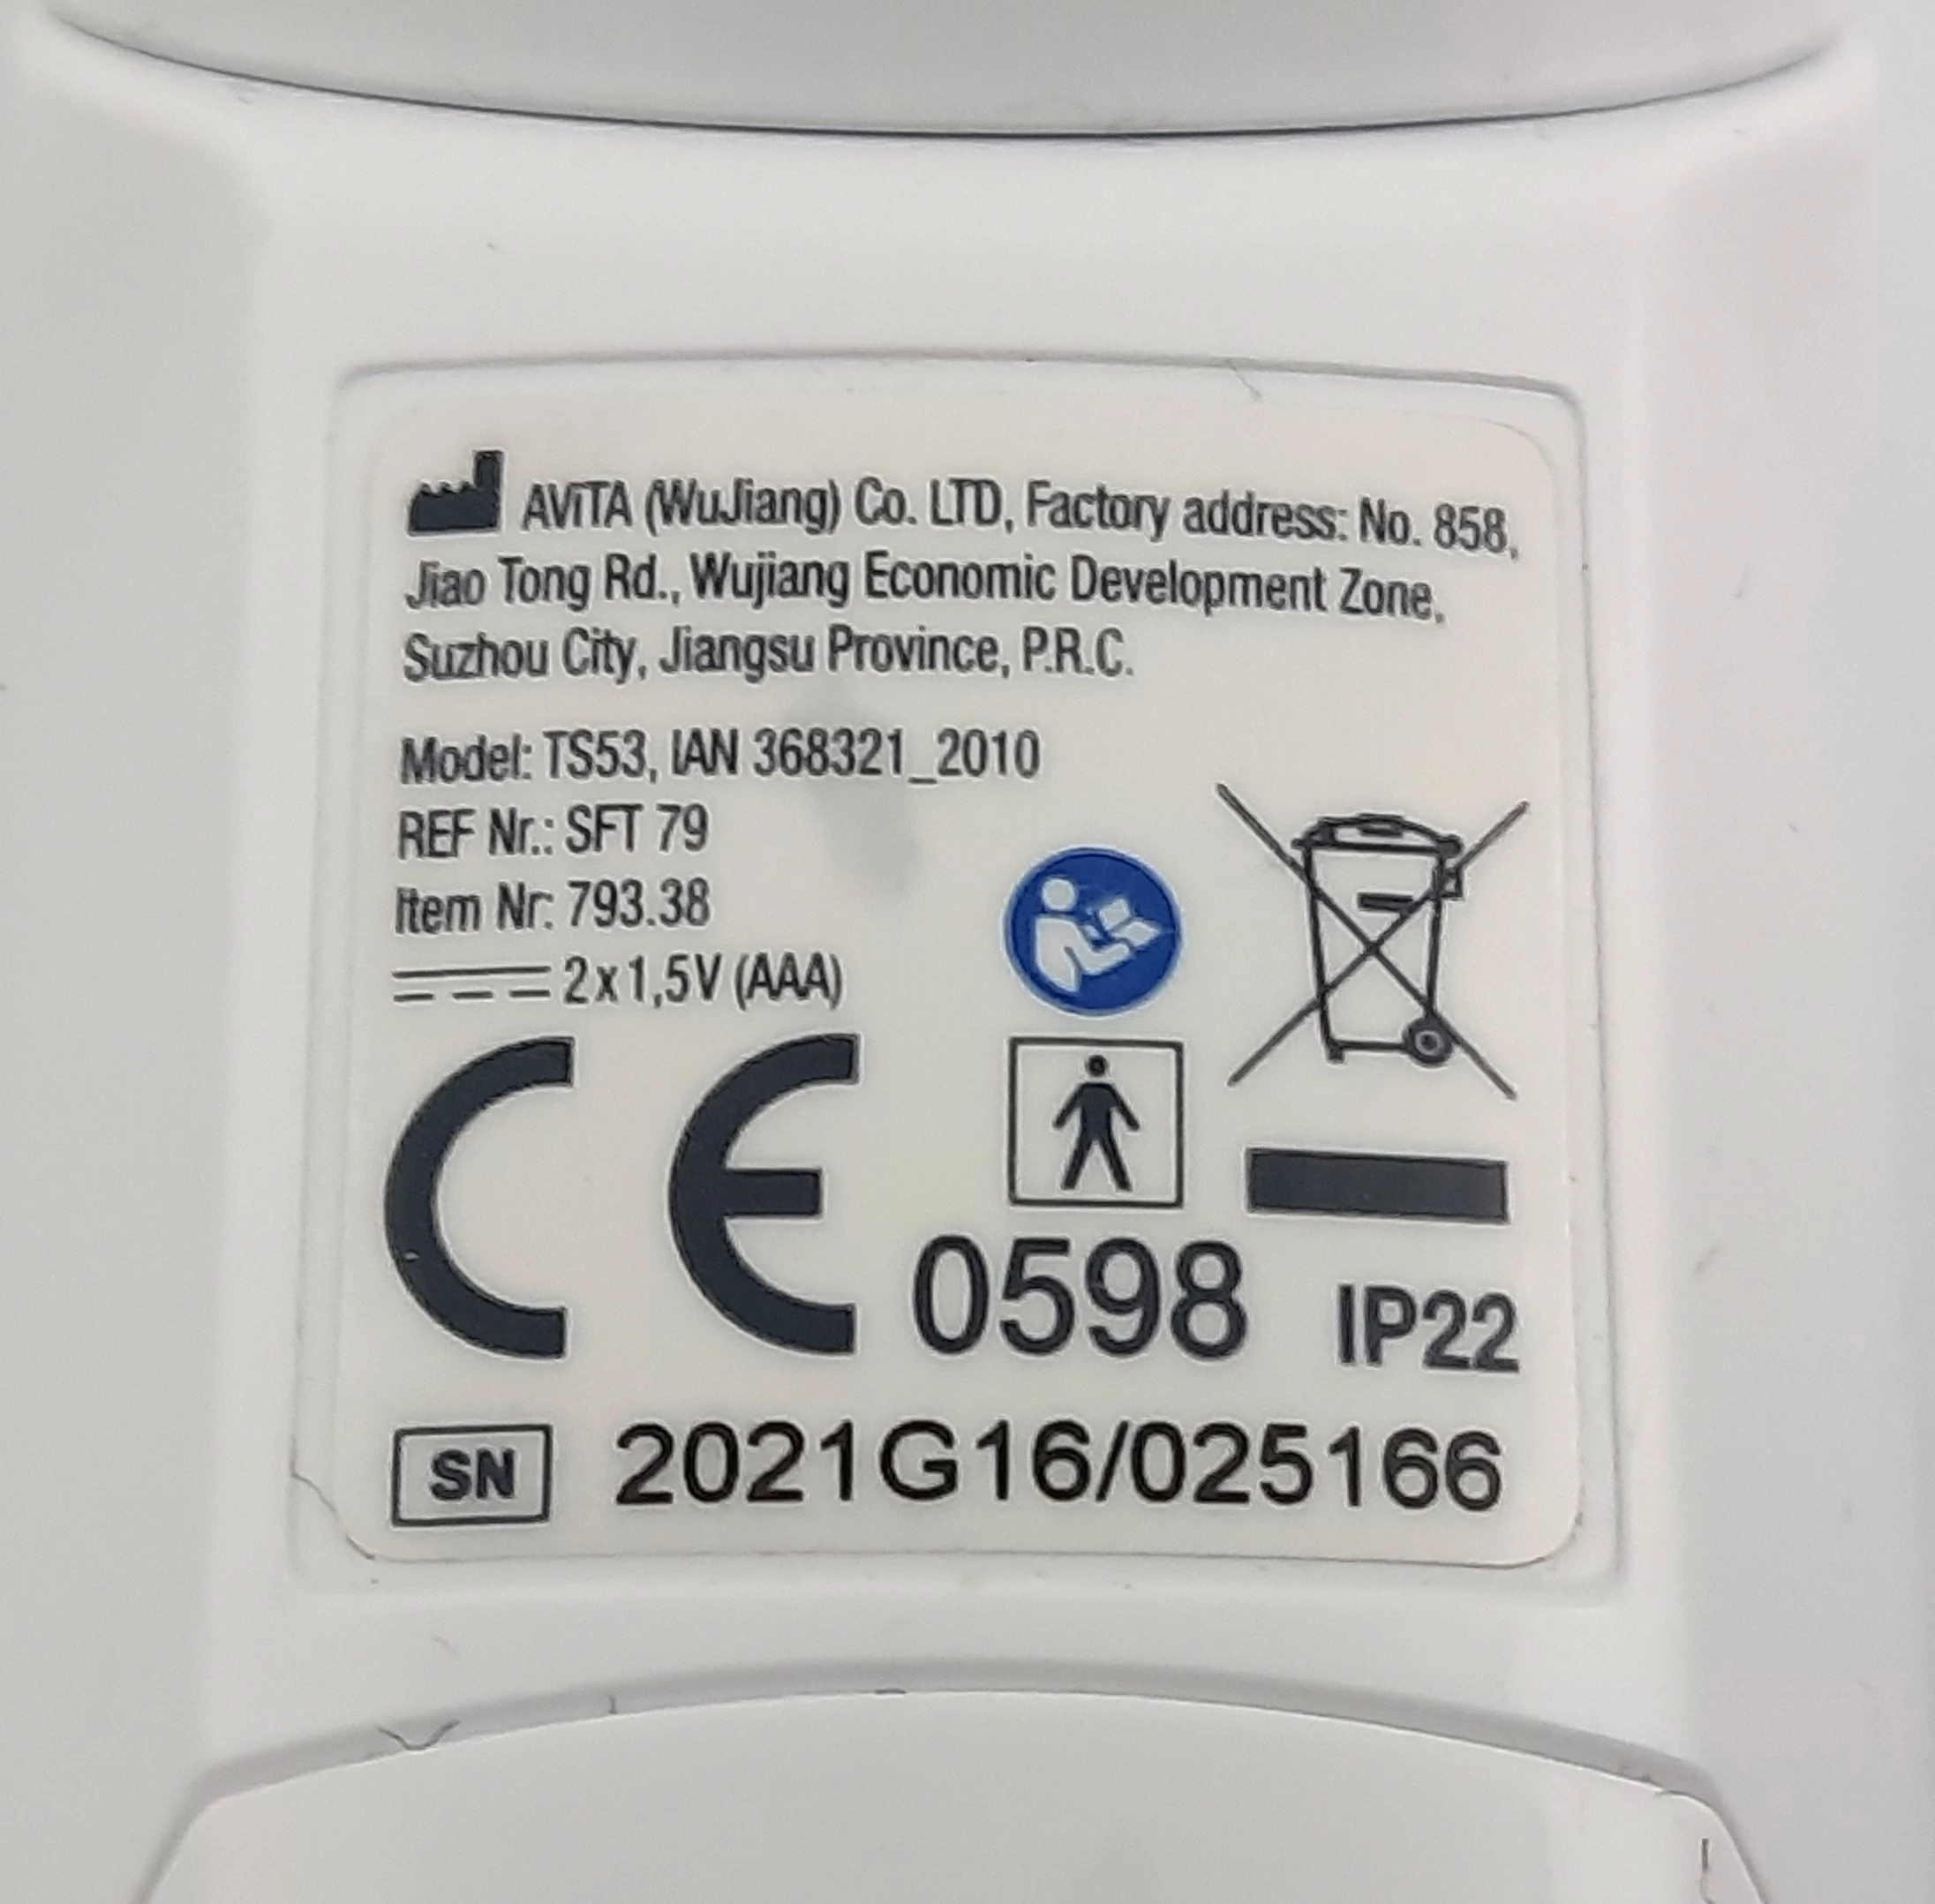 AViTA (WuJiang) Co. LTD, Factory address: No. 858,
Jiao Tong Rd., Wujiang Economic Development Zone,
Suzhou City, Jiangsu Province, P.R.C.
Model: TS53, IAN 368321_2010
REF Nr.: SFT 79
Item Nr: 793.38
2x1,5V (AAA)
CE 0598
IP22
SN 2021G16/025166